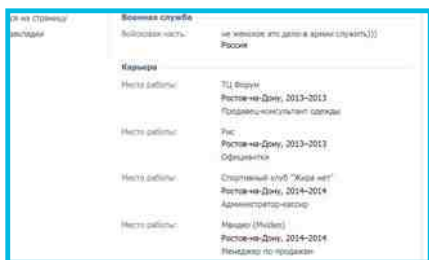 ся на страницу
закладки
Военная служба
Войсковая часть: не женское это дело в армии служить)))
Россия
Карьера
Место работы: ТЦ Форум
Ростов-на-Дону, 2013–2013
Продавец-консультант одежды
Место работы: Рис
Ростов-на-Дону, 2013–2013
Официантка
Место работы: Спортивный клуб "Жира нет"
Ростов-на-Дону, 2014–2014
Администратор-кассир
Место работы: (Mvideo)
Ростов-на-Дону, 2014–2014
Менеджер по продажам